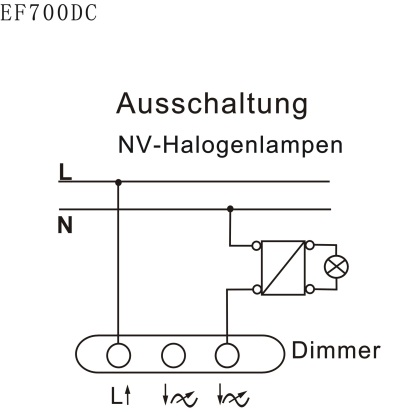 EF700DC
Ausschaltung
NV-Halogenlampen
L
N
Dimmer
L↑ ↓ ↓